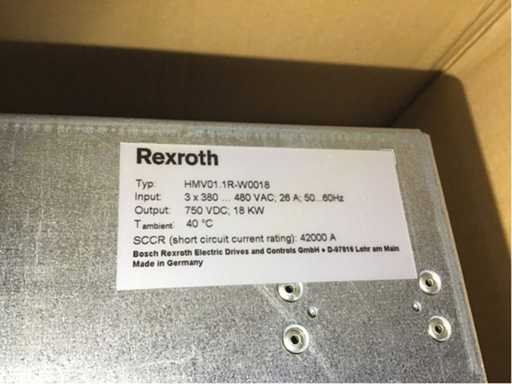 Rexroth
Typ: HMV01.1R-W0018
Input: 3 x 380 ... 480 VAC; 26 A; 50...60Hz
Output: 750 VDC; 18 KW
Tambient: 40 °C
SCCR (short circuit current rating): 42000 A
Bosch Rexroth Electric Drives and Controls GmbH • D-97816 Lohr am Main
Made in Germany